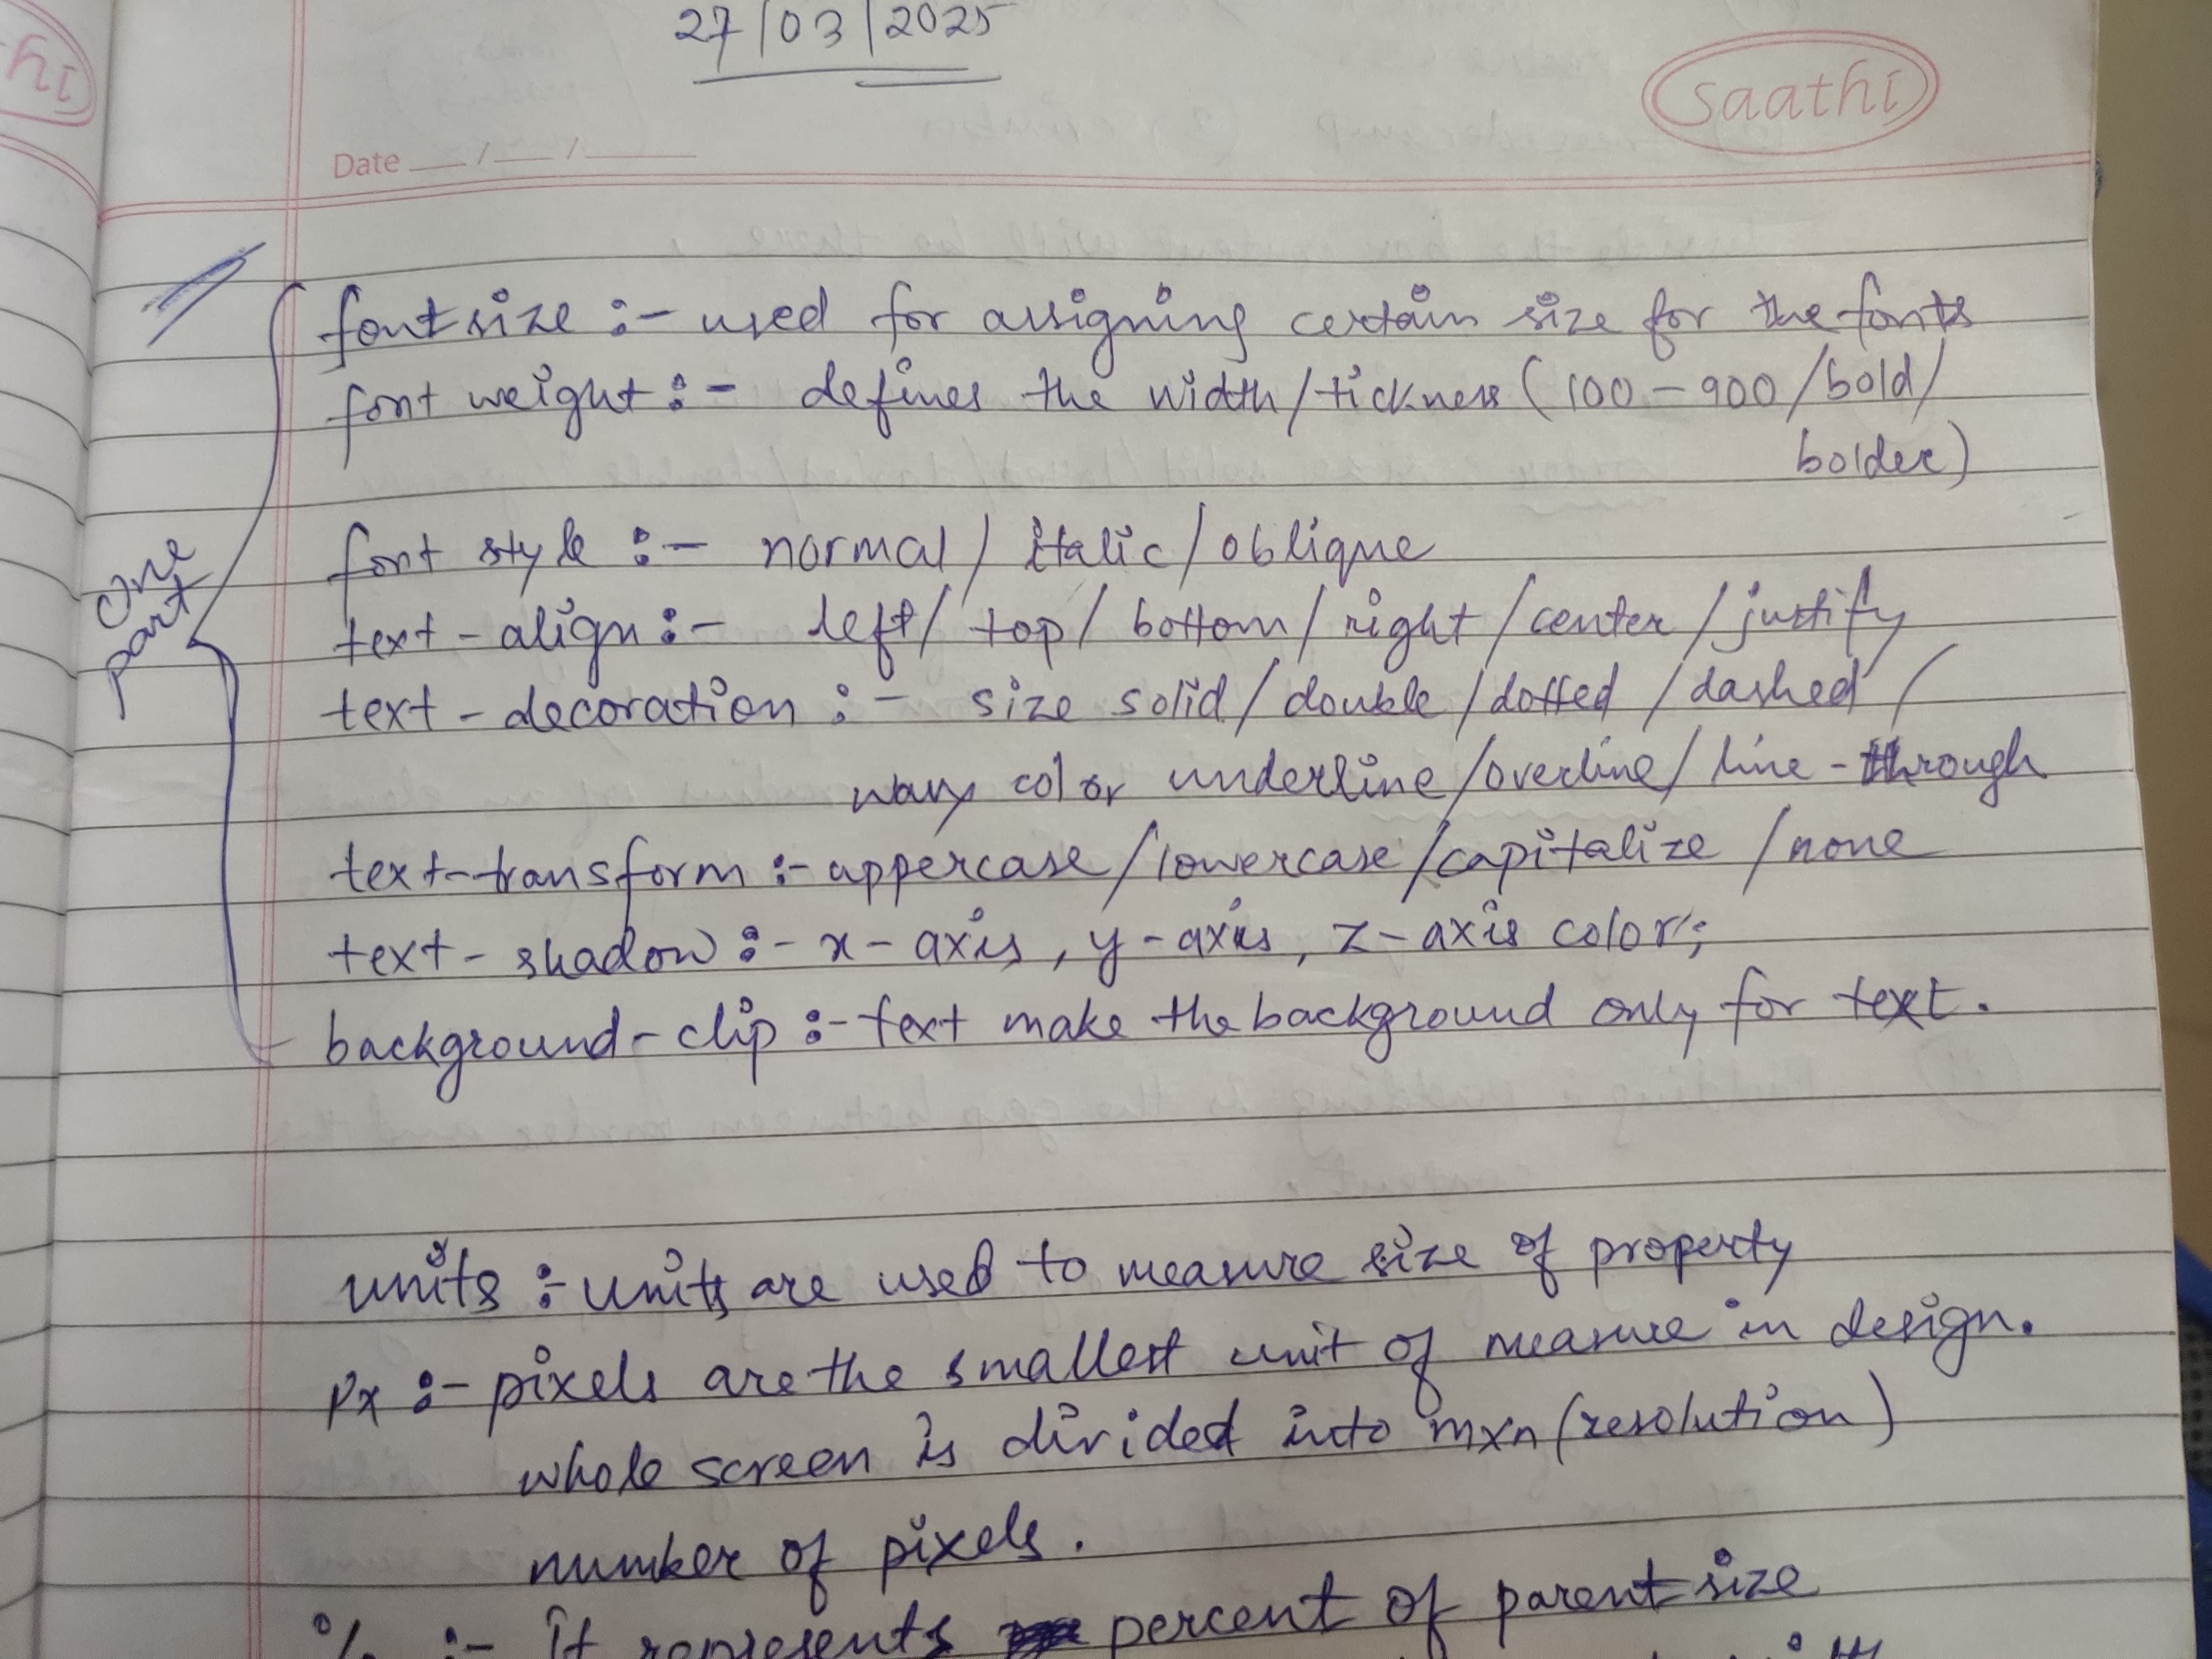 27/03/2025
hi
saathi
Date __/__/____
fontsize :- used for assigning certain size for the fonts
font weight :- defines the width/tickness (100-900/bold/
bolder)
font style :- normal / italic / oblique
One
part
text-align :- left / top / bottom / right / center / justify
text-decoration :- size solid / double / dotted / dashed /
wavy color underline / overline / line-through
text-transform :- uppercase / lowercase / capitalize / none
text-shadow :- x-axis, y-axis, z-axis color;
background-clip :- text make the background only for text.
units :- units are used to measure size of property
Px :- pixels are the smallest unit of measure in design.
whole screen is divided into mxn (resolution)
number of pixels.
% :- It represents percent of parent size